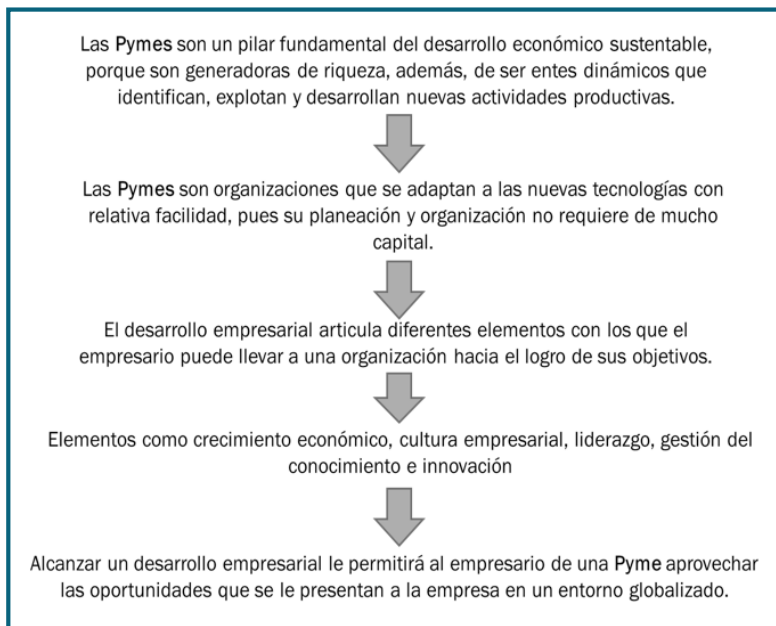 Las Pymes son un pilar fundamental del desarrollo económico sustentable,
porque son generadoras de riqueza, además, de ser entes dinámicos que
identifican, explotan y desarrollan nuevas actividades productivas.
Las Pymes son organizaciones que se adaptan a las nuevas tecnologías con
relativa facilidad, pues su planeación y organización no requiere de mucho
capital.
El desarrollo empresarial articula diferentes elementos con los que el
empresario puede llevar a una organización hacia el logro de sus objetivos.
Elementos como crecimiento económico, cultura empresarial, liderazgo, gestión del
conocimiento e innovación
Alcanzar un desarrollo empresarial le permitirá al empresario de una Pyme aprovechar
las oportunidades que se le presentan a la empresa en un entorno globalizado.